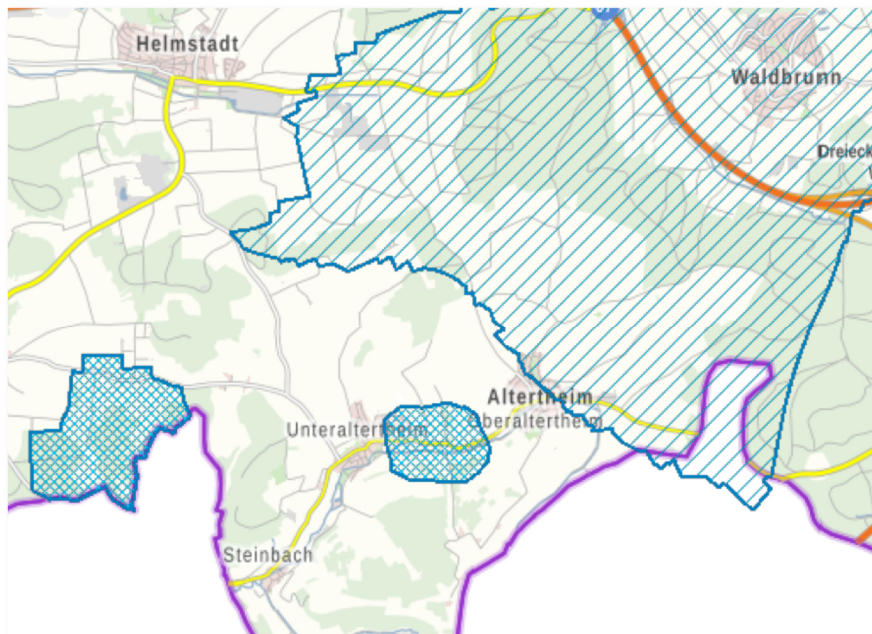 Helmstadt
Waldbrunn
Dreieck
Altertheim
Unteraltertheim
Oberaltertheim
Steinbach